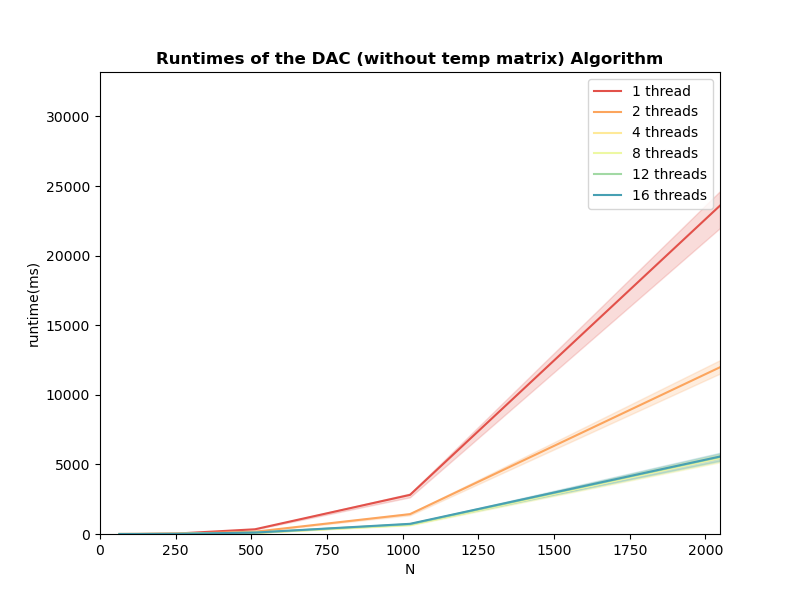 Runtimes of the DAC (without temp matrix) Algorithm
1 thread
2 threads
4 threads
8 threads
12 threads
16 threads
30000
25000
20000
15000
10000
5000
0
runtime(ms)
0 250 500 750 1000 1250 1500 1750 2000
N